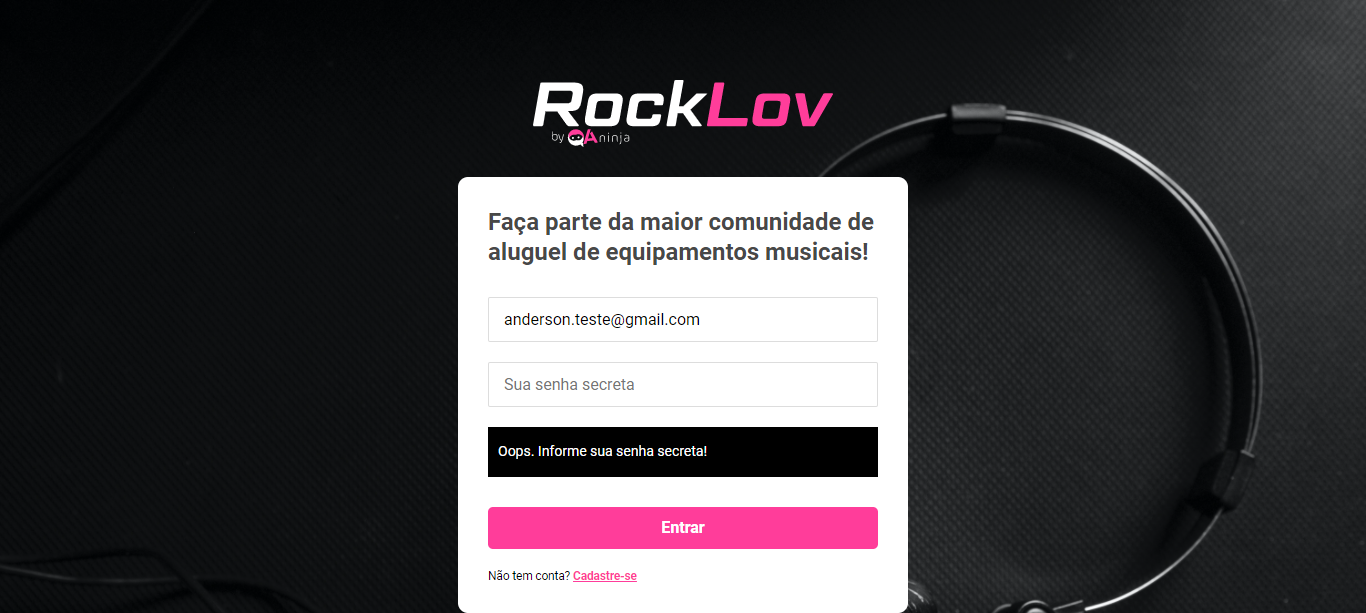 RockLov
by QAninja
Faça parte da maior comunidade de
aluguel de equipamentos musicais!
anderson.teste@gmail.com
Sua senha secreta
Oops. Informe sua senha secreta!
Entrar
Não tem conta? Cadastre-se